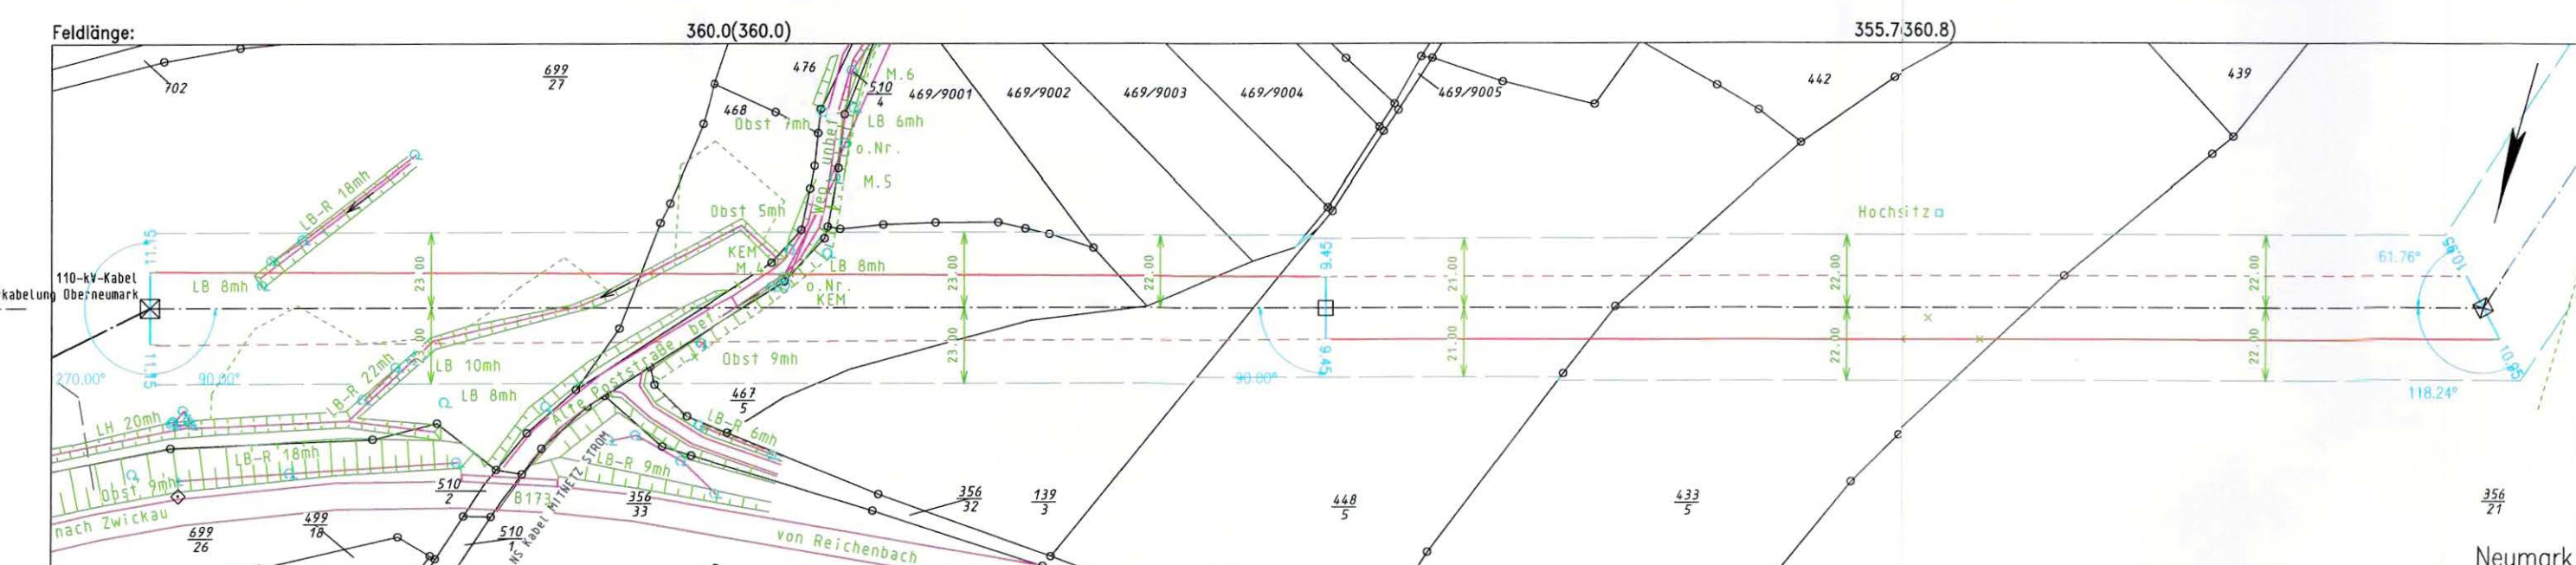 Feldlänge:
360.0(360.0)
355.7(360.8)
702
699
27
476
468
Obst 7mh
510
4
M.6
LB 6mh
o.Nr.
M.5
469/9001
469/9002
469/9003
469/9004
469/9005
442
439
LB-R 18mh
Obst 5mh
Hochsitz
11.15
110-kV-Kabel
kabelung Oberneumark
LB 8mh
23.00
KEM
M.4
LB 8mh
o.Nr.
KEM
23.00
22.00
9.45
21.00
22.00
22.00
61.76°
10.95
270.00°
90.00°
LB-R 22mh
LB 10mh
LB 8mh
Alte Poststraße bef.
Obst 9mh
23.00
9.45
90.00°
21.00
22.00
22.00
118.24°
467
5
LB-R 6mh
LH 20mh
LB-R 18mh
Obst 9mh
nach Zwickau
510
2
B173
LB-R 9mh
NS Kabel MITNETZ STROM
356
33
356
32
139
3
448
5
433
5
356
21
699
26
499
18
510
1
von Reichenbach
Neumark